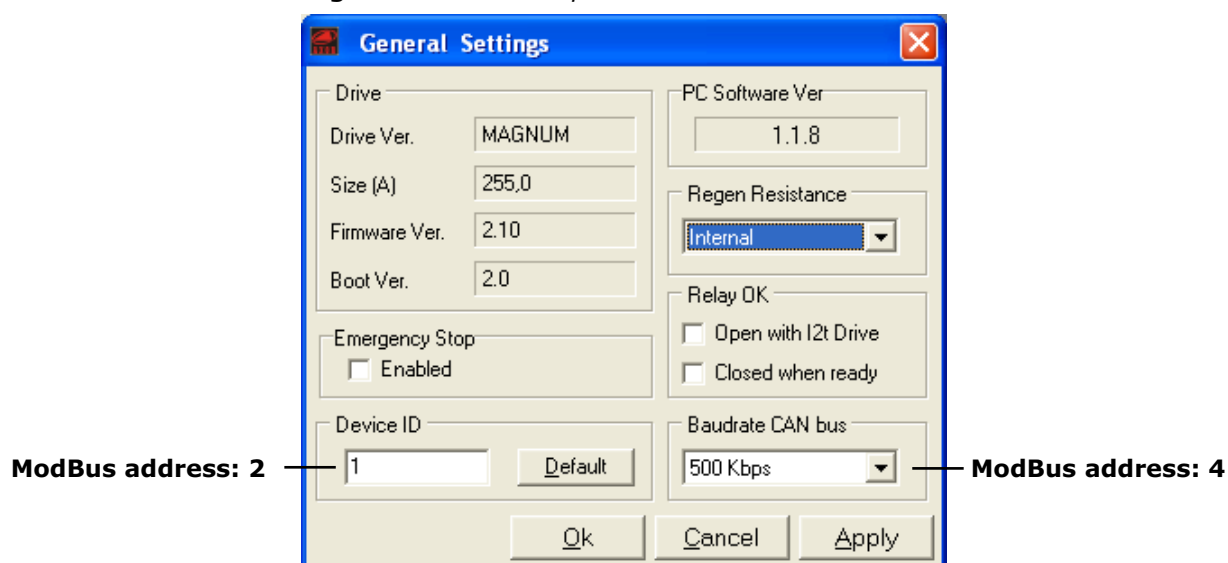 General Settings
Drive
Drive Ver.
MAGNUM
Size (A)
255,0
Firmware Ver.
2.10
Boot Ver.
2.0
Emergency Stop
Enabled
Device ID
1
Default
PC Software Ver
1.1.8
Regen Resistance
Internal
Relay OK
Open with I2t Drive
Closed when ready
Baudrate CAN bus
500 Kbps
ModBus address: 2
ModBus address: 4
Ok
Cancel
Apply